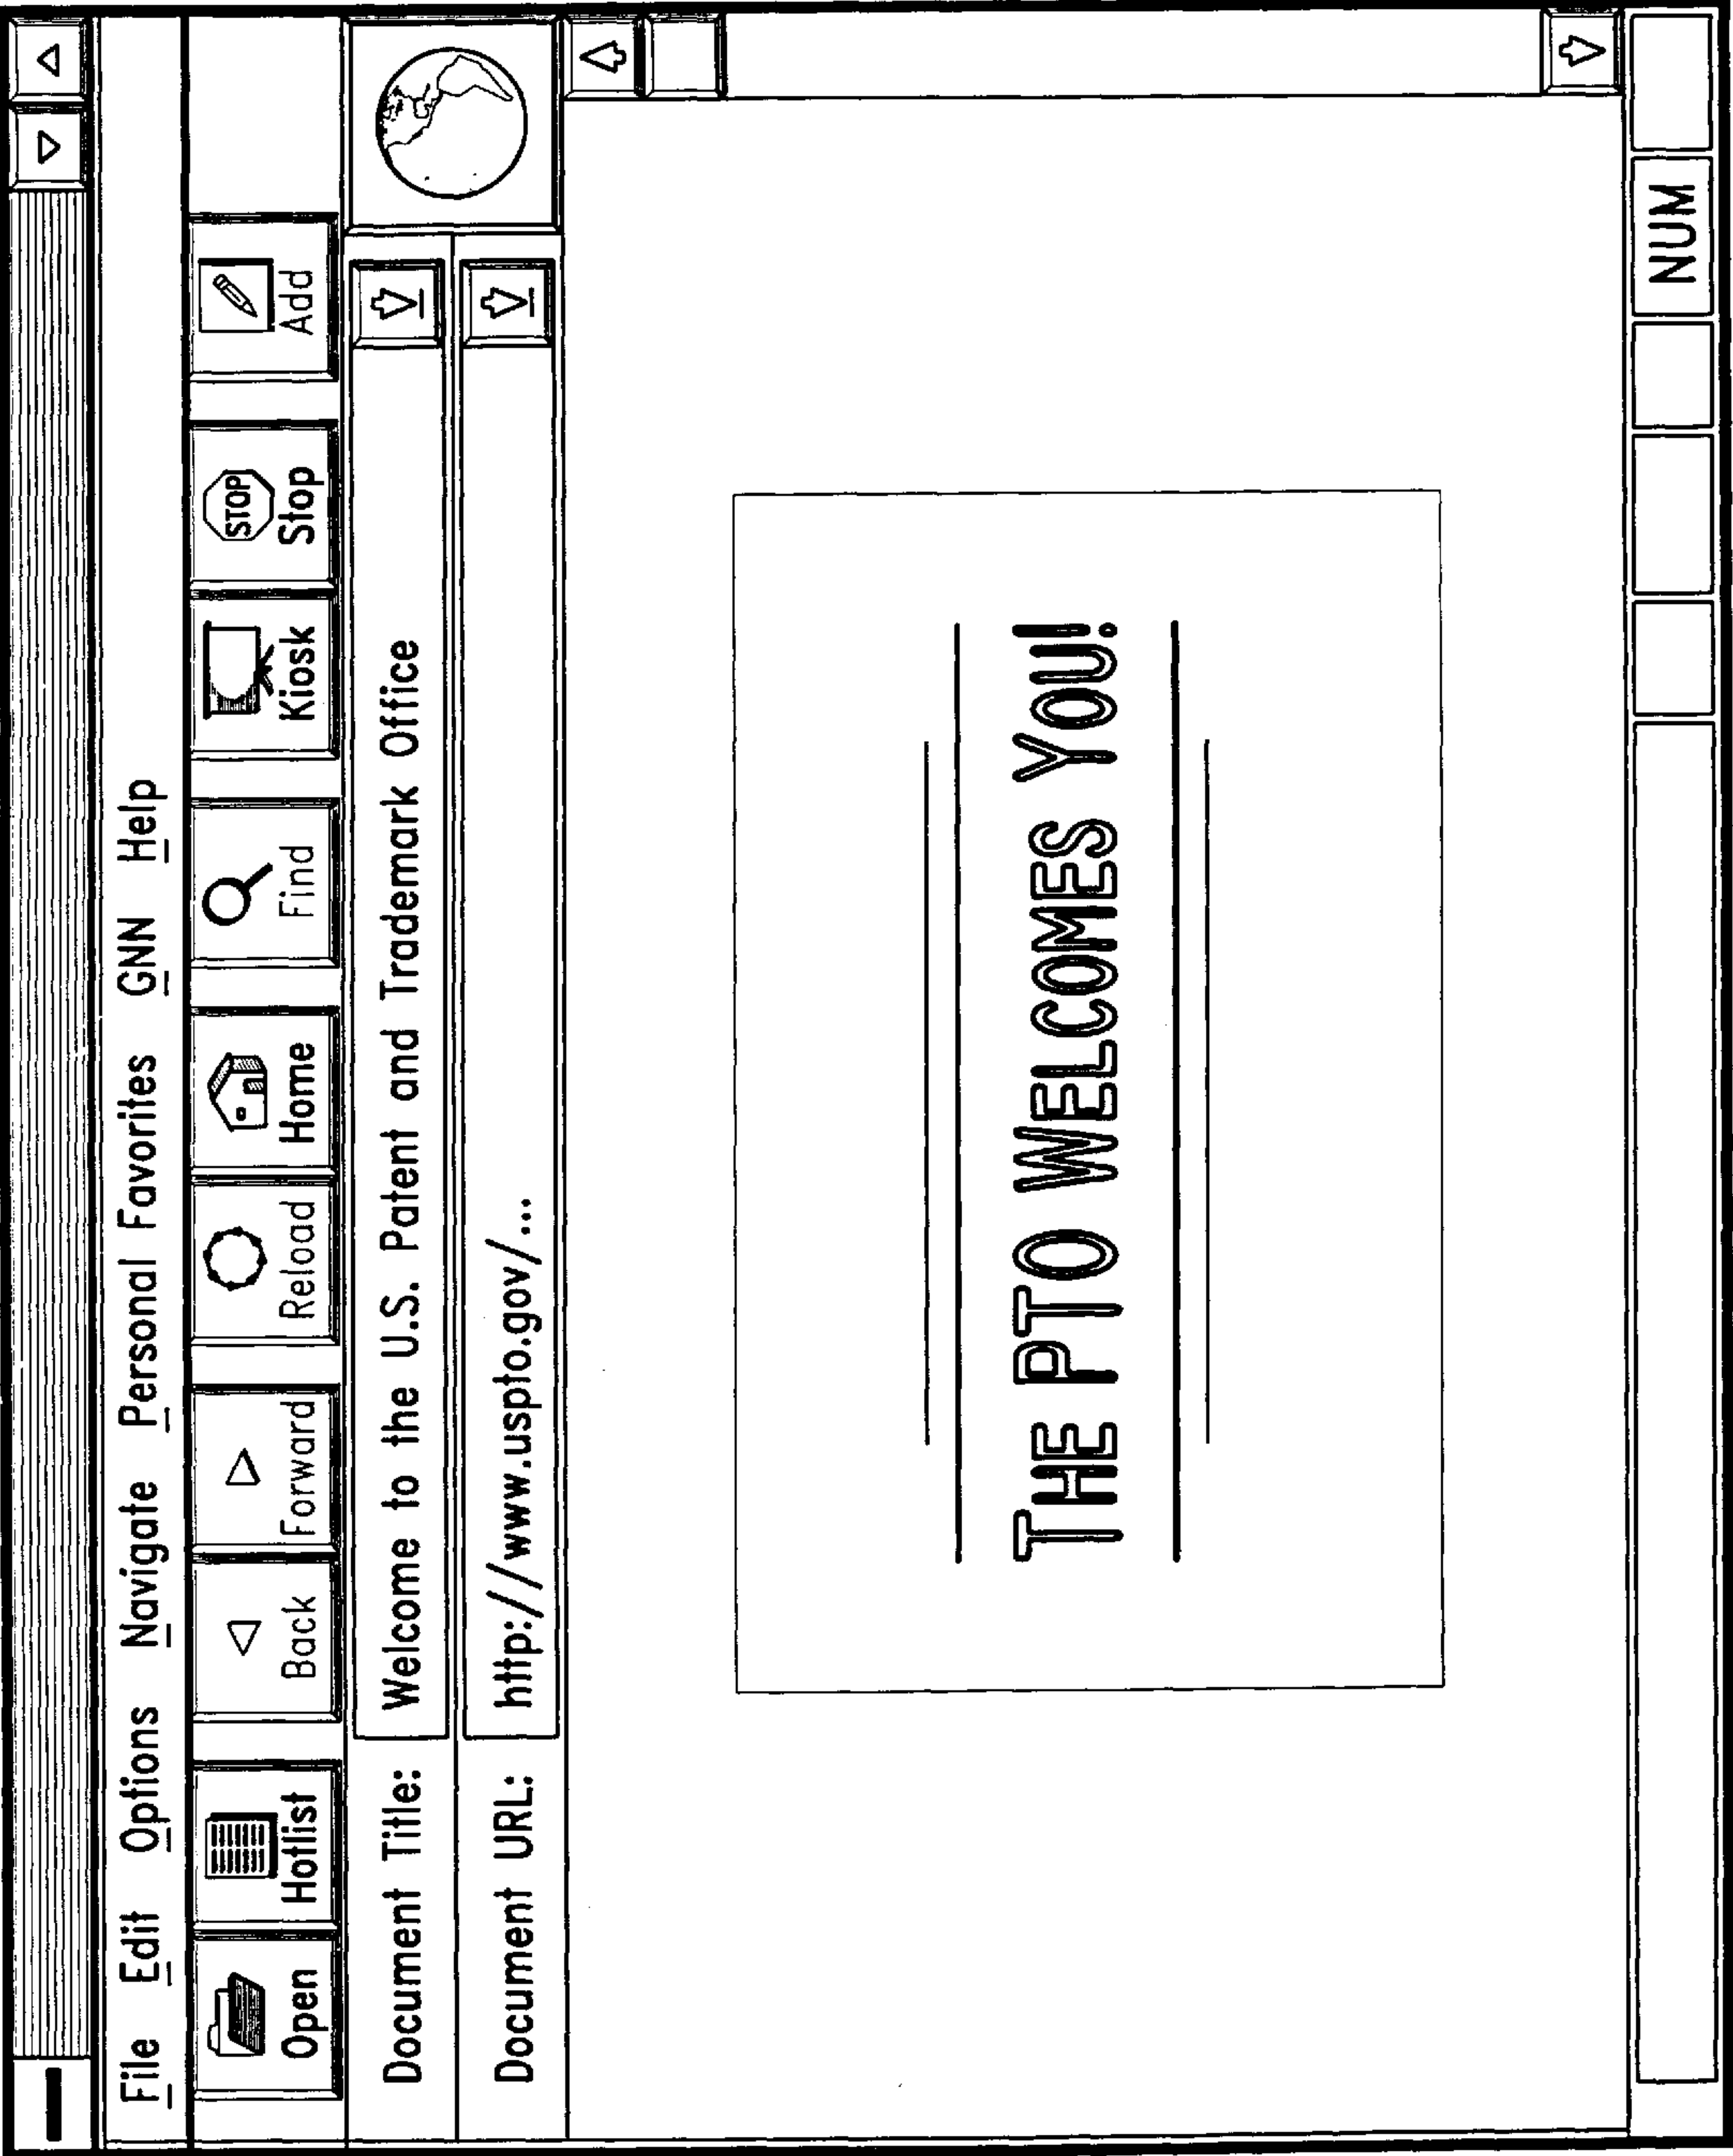 File Edit Options Navigate Personal Favorites GNN Help
Open Hotlist Back Forward Reload Home Find Kiosk STOP Stop Add
Document Title: Welcome to the U.S. Patent and Trademark Office
Document URL: http://www.uspto.gov/...
THE PTO WELCOMES YOU!
NUM